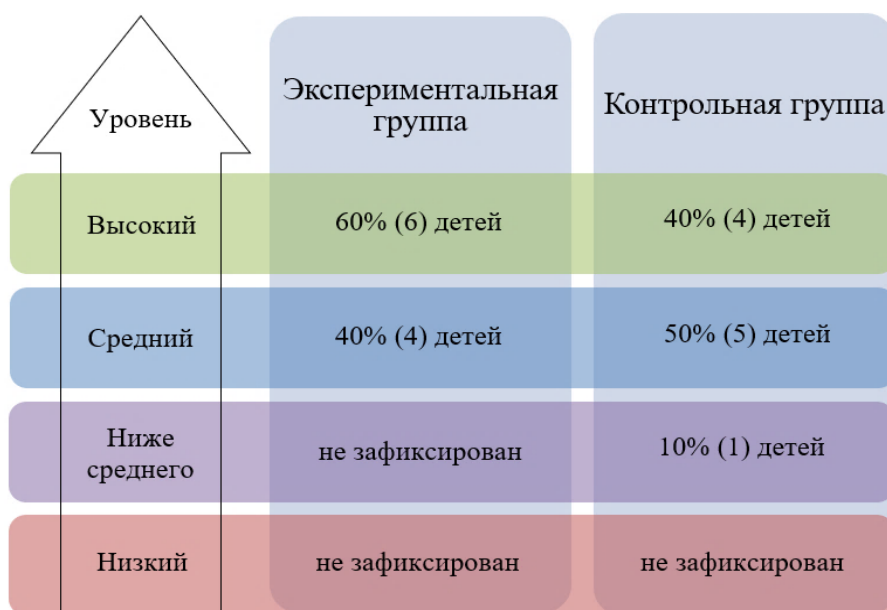 Уровень
Экспериментальная
группа
Контрольная группа
Высокий
60% (6) детей
40% (4) детей
Средний
40% (4) детей
50% (5) детей
Ниже
среднего
не зафиксирован
10% (1) детей
Низкий
не зафиксирован
не зафиксирован